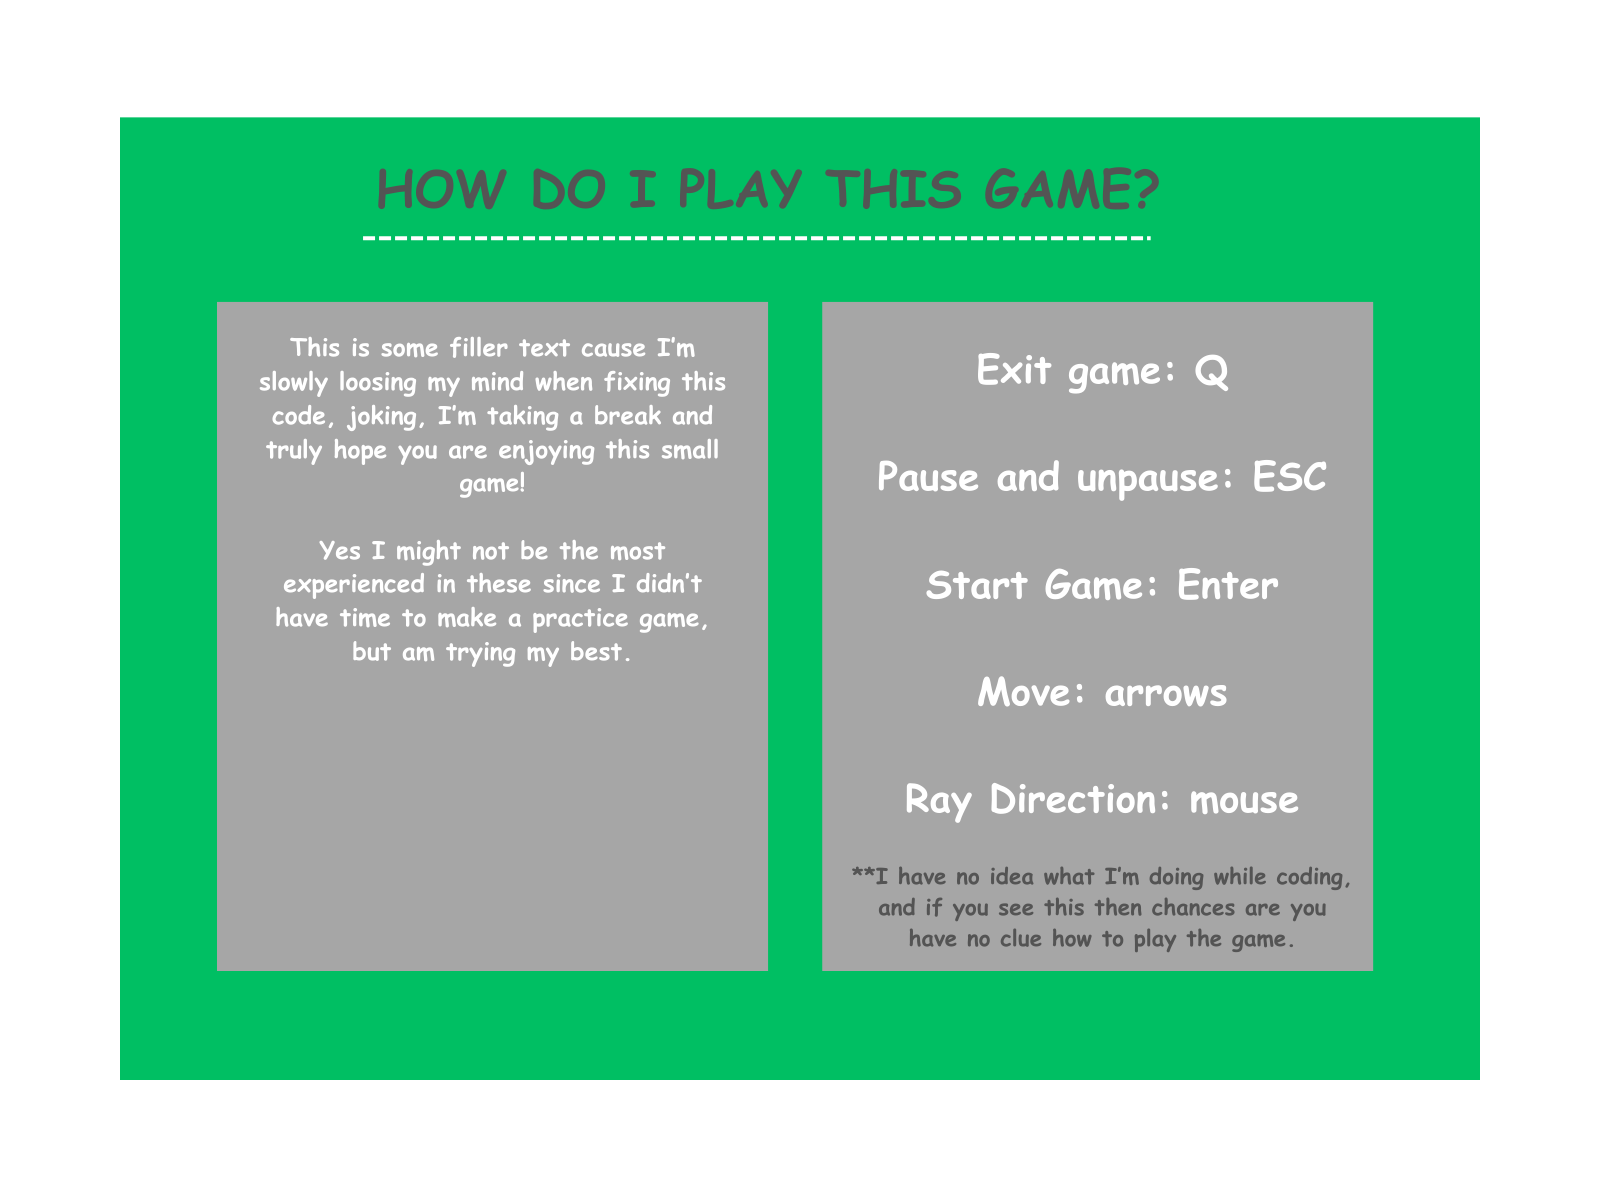 HOW DO I PLAY THIS GAME?
This is some filler text cause I'm
slowly loosing my mind when fixing this
code, joking, I'm taking a break and
truly hope you are enjoying this small
game!
Yes I might not be the most
experienced in these since I didn't
have time to make a practice game,
but am trying my best.
Exit game: Q
Pause and unpause: ESC
Start Game: Enter
Move: arrows
Ray Direction: mouse
**I have no idea what I'm doing while coding,
and if you see this then chances are you
have no clue how to play the game.